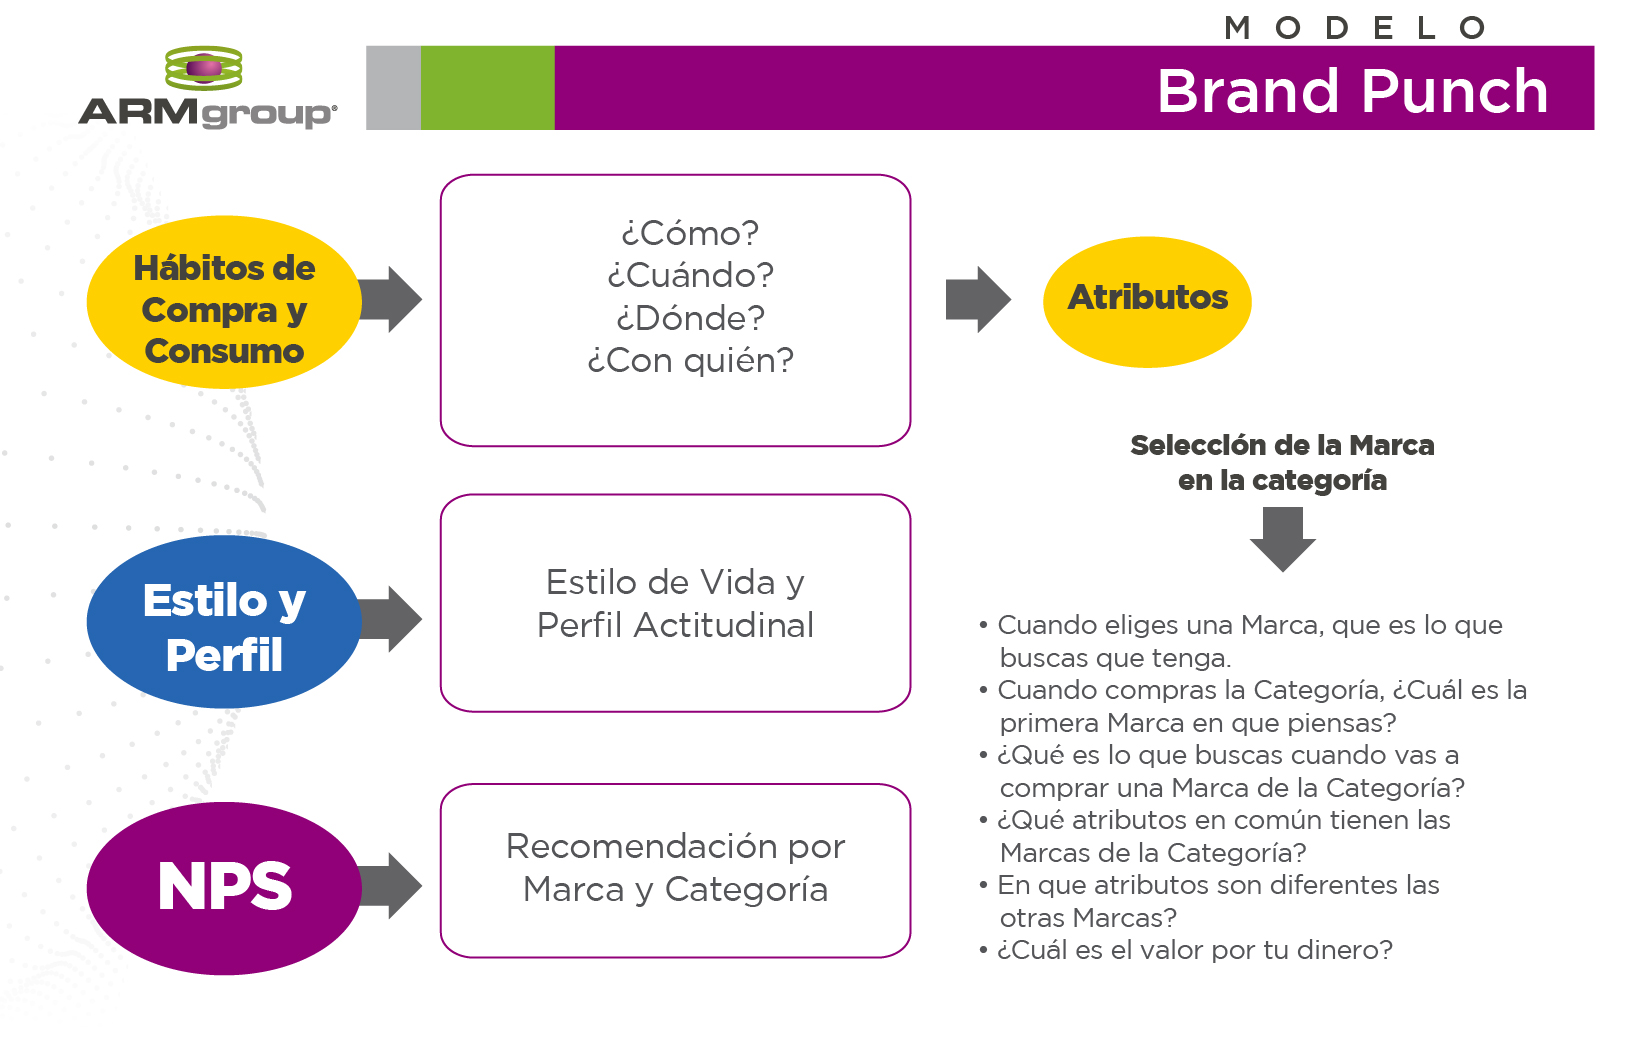 MODELO
ARMgroup®
Brand Punch
Hábitos de
Compra y
Consumo
¿Cómo?
¿Cuándo?
¿Dónde?
¿Con quién?
Atributos
Estilo y
Perfil
Estilo de Vida y
Perfil Actitudinal
NPS
Recomendación por
Marca y Categoría
Selección de la Marca
en la categoría
• Cuando eliges una Marca, que es lo que
buscas que tenga.
• Cuando compras la Categoría, ¿Cuál es la
primera Marca en que piensas?
• ¿Qué es lo que buscas cuando vas a
comprar una Marca de la Categoría?
• ¿Qué atributos en común tienen las
Marcas de la Categoría?
• En que atributos son diferentes las
otras Marcas?
• ¿Cuál es el valor por tu dinero?